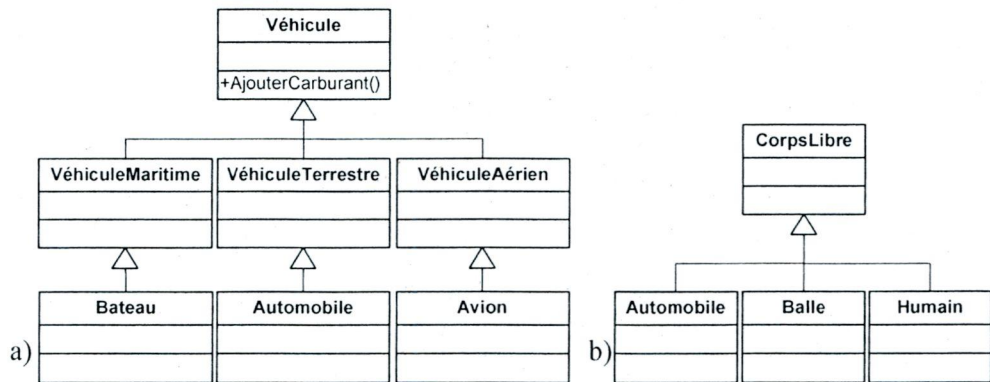 Véhicule
+AjouterCarburant()
VéhiculeMaritime VéhiculeTerrestre VéhiculeAérien
Bateau Automobile Avion
a)
CorpsLibre
Automobile Balle Humain
b)